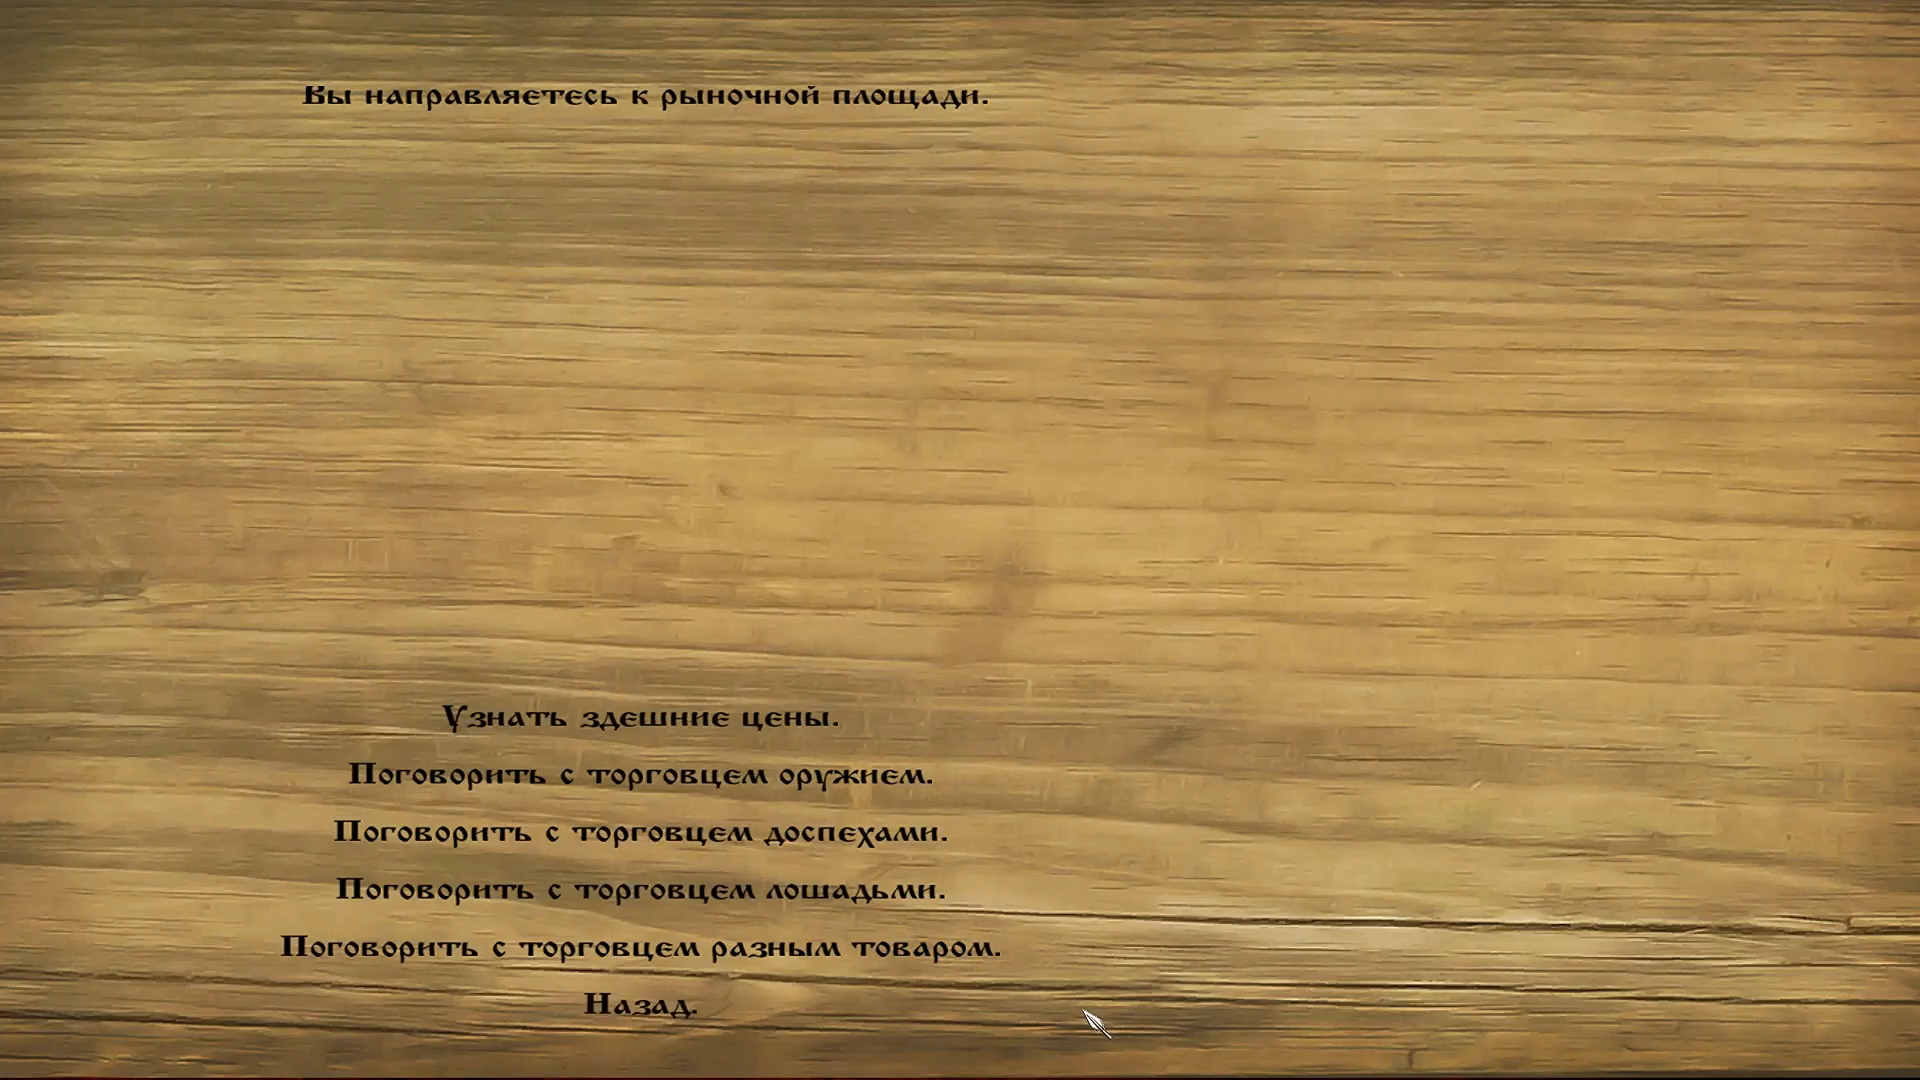 Вы направляетесь к рыночной площади.
Узнать здешние цены.
Поговорить с торговцем оружием.
Поговорить с торговцем доспехами.
Поговорить с торговцем лошадьми.
Поговорить с торговцем разным товаром.
Назад.